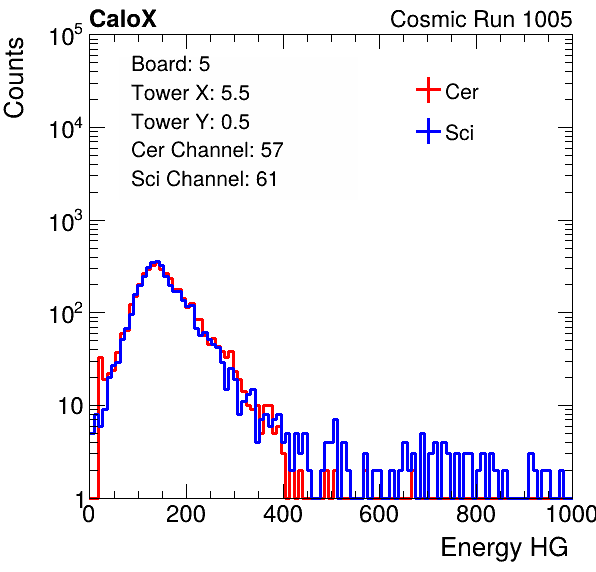 CaloX Cosmic Run 1005
Counts
10^5
10^4
10^3
10^2
10
1
Board: 5
Tower X: 5.5
Tower Y: 0.5
Cer Channel: 57
Sci Channel: 61
Cer
Sci
0 200 400 600 800 1000
Energy HG